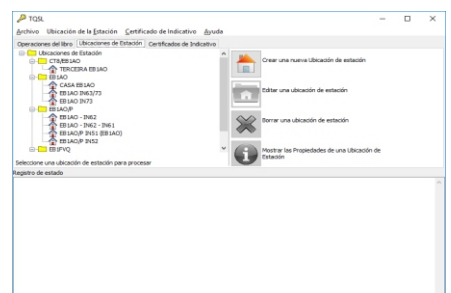 TQSL
Archivo Ubicación de la Estación Certificado de Indicativo Ayuda
Operaciones del libro Ubicaciones de Estación Certificados de Indicativo
Ubicaciones de Estación
CT8/EB1AO
TERCEIRA EB1AO
EB1AO
CASA EB1AO
EB1AO IN63/73
EB1AO IN73
EB1AO/P
EB1AO - IN62
EB1AO - IN62 - IN61
EB1AO/P IN51 (EB1AO)
EB1AO/P IN52
EB1FVQ
Crear una nueva Ubicación de estación
Editar una ubicación de estación
Borrar una ubicación de estación
Mostrar las Propiedades de una Ubicación de
Estación
Seleccione una ubicación de estación para procesar
Registro de estado